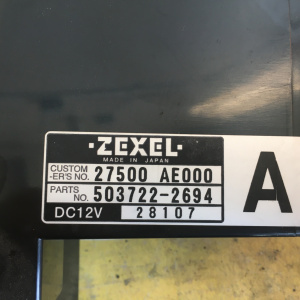 ·ZEXEL·
MADE IN JAPAN
CUSTOM -ER'S NO. 27500 AE000
PARTS NO. 503722-2694
DC12V 28107
A